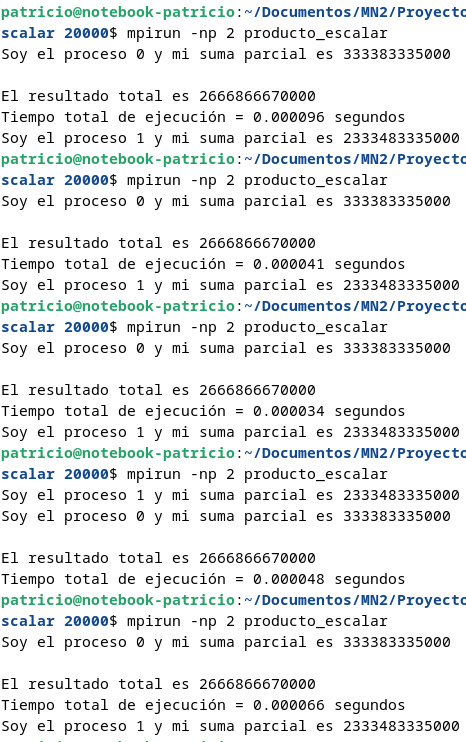 patricio@notebook-patricio:~/Documentos/MN2/Proyecto
scalar 20000$ mpirun -np 2 producto_escalar
Soy el proceso 0 y mi suma parcial es 333383335000
El resultado total es 2666866670000
Tiempo total de ejecución = 0.000096 segundos
Soy el proceso 1 y mi suma parcial es 2333483335000
patricio@notebook-patricio:~/Documentos/MN2/Proyecto
scalar 20000$ mpirun -np 2 producto_escalar
Soy el proceso 0 y mi suma parcial es 333383335000
El resultado total es 2666866670000
Tiempo total de ejecución = 0.000041 segundos
Soy el proceso 1 y mi suma parcial es 2333483335000
patricio@notebook-patricio:~/Documentos/MN2/Proyecto
scalar 20000$ mpirun -np 2 producto_escalar
Soy el proceso 0 y mi suma parcial es 333383335000
El resultado total es 2666866670000
Tiempo total de ejecución = 0.000034 segundos
Soy el proceso 1 y mi suma parcial es 2333483335000
patricio@notebook-patricio:~/Documentos/MN2/Proyecto
scalar 20000$ mpirun -np 2 producto_escalar
Soy el proceso 1 y mi suma parcial es 2333483335000
Soy el proceso 0 y mi suma parcial es 333383335000
El resultado total es 2666866670000
Tiempo total de ejecución = 0.000048 segundos
patricio@notebook-patricio:~/Documentos/MN2/Proyecto
scalar 20000$ mpirun -np 2 producto_escalar
Soy el proceso 0 y mi suma parcial es 333383335000
El resultado total es 2666866670000
Tiempo total de ejecución = 0.000066 segundos
Soy el proceso 1 y mi suma parcial es 2333483335000